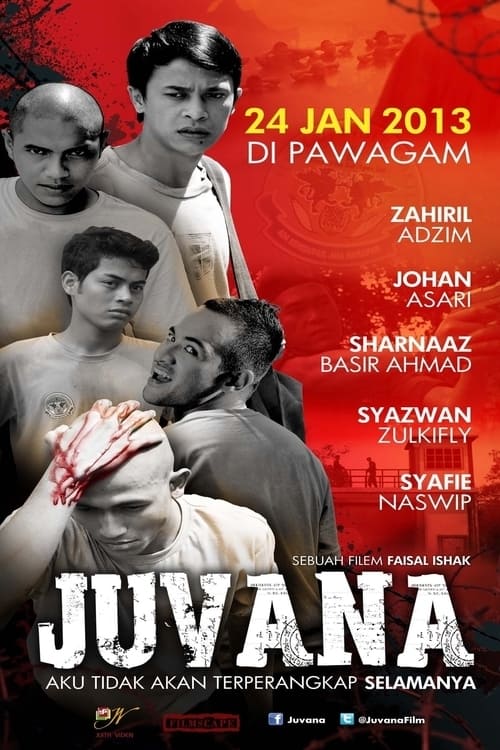 24 JAN 2013
DI PAWAGAM
ZAHIRIL
ADZIM
JOHAN
ASARI
SHARNAAZ
BASIR AHMAD
SYAZWAN
ZULKIFLY
SYAFIE
NASWIP
SEBUAH FILEM FAISAL ISHAK
JUVANA
AKU TIDAK AKAN TERPERANGKAP SELAMANYA
FILMSCAPE
Juvana
@JuvanaFilm